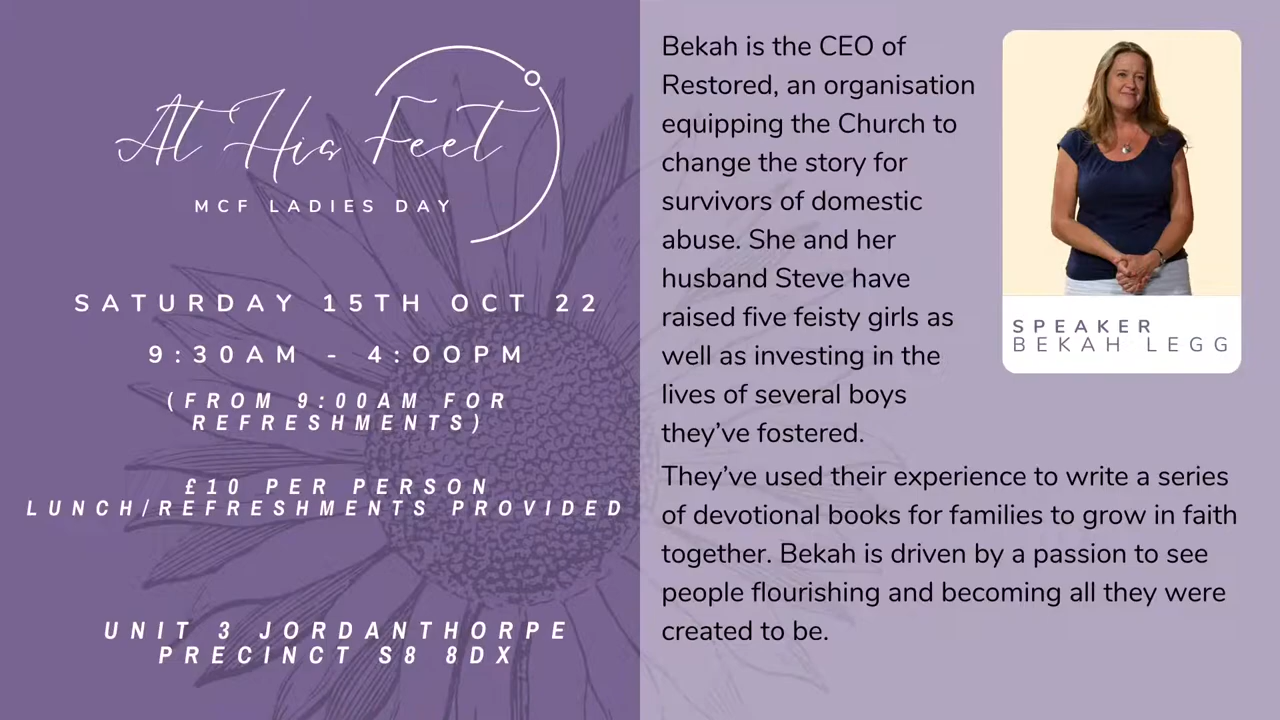 At His Feet
MCF LADIES DAY
SATURDAY 15TH OCT 22
9:30AM - 4:00PM
(FROM 9:00AM FOR
REFRESHMENTS)
£10 PER PERSON
LUNCH/REFRESHMENTS PROVIDED
UNIT 3 JORDANTHORPE
PRECINCT S8 8DX
Bekah is the CEO of
Restored, an organisation
equipping the Church to
change the story for
survivors of domestic
abuse. She and her
husband Steve have
raised five feisty girls as
well as investing in the
lives of several boys
they’ve fostered.
They’ve used their experience to write a series
of devotional books for families to grow in faith
together. Bekah is driven by a passion to see
people flourishing and becoming all they were
created to be.
SPEAKER
BEKAH LEGG